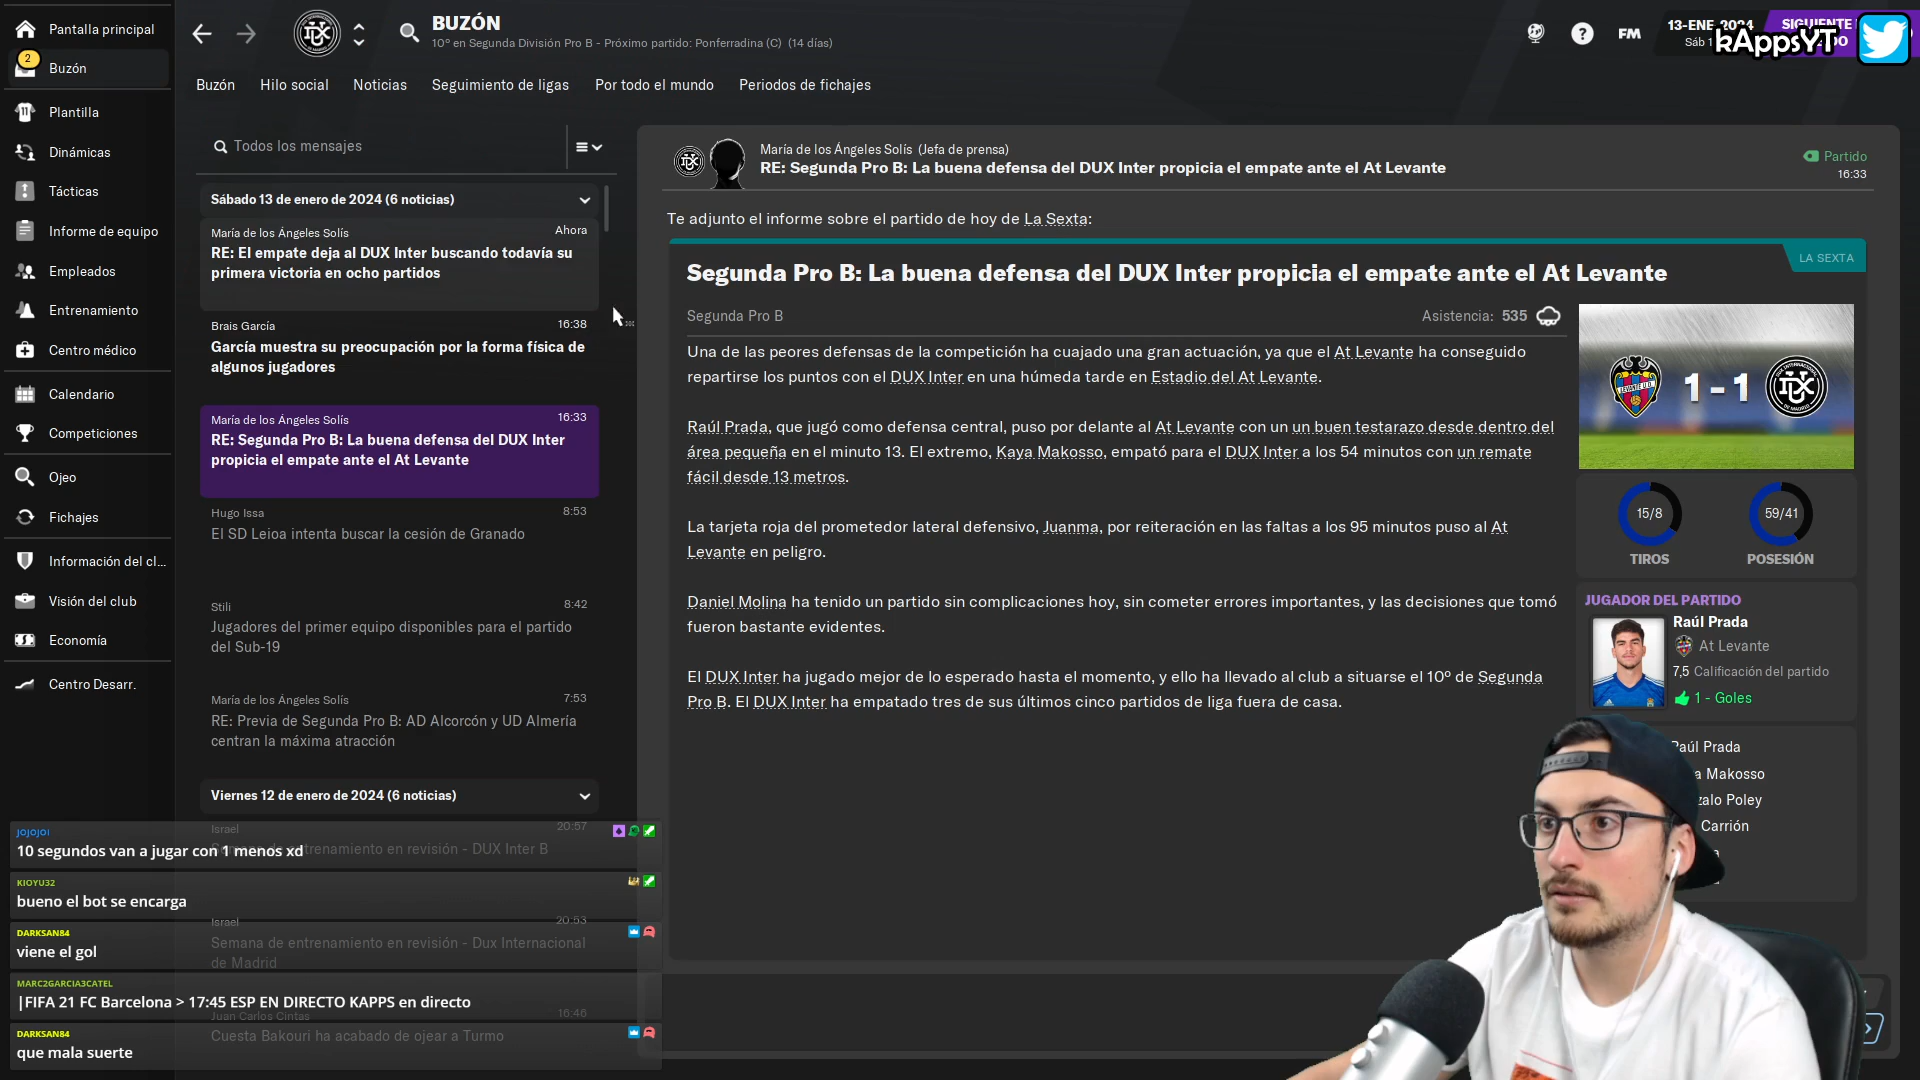 Pantalla principal
2
Buzón
Plantilla
Dinámicas
Tácticas
Informe de equipo
Empleados
Entrenamiento
Centro médico
Calendario
Competiciones
Ojeo
Fichajes
Información del cl...
Visión del club
Economía
Centro Desarr.
BUZÓN
10º en Segunda División Pro B - Próximo partido: Ponferradina (C) (14 días)
FM
13-ENE 2024
Sáb
SIGUIENTE
kAppsYT
Buzón
Hilo social
Noticias
Seguimiento de ligas
Por todo el mundo
Periodos de fichajes
Todos los mensajes
Sábado 13 de enero de 2024 (6 noticias)
María de los Ángeles Solís
Ahora
RE: El empate deja al DUX Inter buscando todavía su
primera victoria en ocho partidos
Brais García
16:38
García muestra su preocupación por la forma física de
algunos jugadores
María de los Ángeles Solís
16:33
RE: Segunda Pro B: La buena defensa del DUX Inter
propicia el empate ante el At Levante
Hugo Issa
8:53
El SD Leioa intenta buscar la cesión de Granado
Stili
8:42
Jugadores del primer equipo disponibles para el partido
del Sub-19
María de los Ángeles Solís
7:53
RE: Previa de Segunda Pro B: AD Alcorcón y UD Almería
centran la máxima atracción
Viernes 12 de enero de 2024 (6 noticias)
Israel
20:57
Semana de entrenamiento en revisión - DUX Inter B
Israel
20:53
Semana de entrenamiento en revisión - Dux Internacional
de Madrid
Juan Carlos Cintas
16:46
Cuesta Bakouri ha acabado de ojear a Turmo
JOJOJOI
10 segundos van a jugar con 1 menos xd
KIOYU32
bueno el bot se encarga
DARKSAN84
viene el gol
MARC2GARCIA3CATEL
|FIFA 21 FC Barcelona > 17:45 ESP EN DIRECTO KAPPS en directo
DARKSAN84
que mala suerte
María de los Ángeles Solís (Jefa de prensa)
RE: Segunda Pro B: La buena defensa del DUX Inter propicia el empate ante el At Levante
Partido
16:33
Te adjunto el informe sobre el partido de hoy de La Sexta:
Segunda Pro B: La buena defensa del DUX Inter propicia el empate ante el At Levante
LA SEXTA
Segunda Pro B
Asistencia: 535
Una de las peores defensas de la competición ha cuajado una gran actuación, ya que el At Levante ha conseguido
repartirse los puntos con el DUX Inter en una húmeda tarde en Estadio del At Levante.
Raúl Prada, que jugó como defensa central, puso por delante al At Levante con un un buen testarazo desde dentro del
área pequeña en el minuto 13. El extremo, Kaya Makosso, empató para el DUX Inter a los 54 minutos con un remate
fácil desde 13 metros.
La tarjeta roja del prometedor lateral defensivo, Juanma, por reiteración en las faltas a los 95 minutos puso al At
Levante en peligro.
Daniel Molina ha tenido un partido sin complicaciones hoy, sin cometer errores importantes, y las decisiones que tomó
fueron bastante evidentes.
El DUX Inter ha jugado mejor de lo esperado hasta el momento, y ello ha llevado al club a situarse el 10º de Segunda
Pro B. El DUX Inter ha empatado tres de sus últimos cinco partidos de liga fuera de casa.
1 - 1
15/8
TIROS
59/41
POSESIÓN
JUGADOR DEL PARTIDO
Raúl Prada
At Levante
7,5 Calificación del partido
1 - Goles
Raúl Prada
Makosso
Poley
Carrión